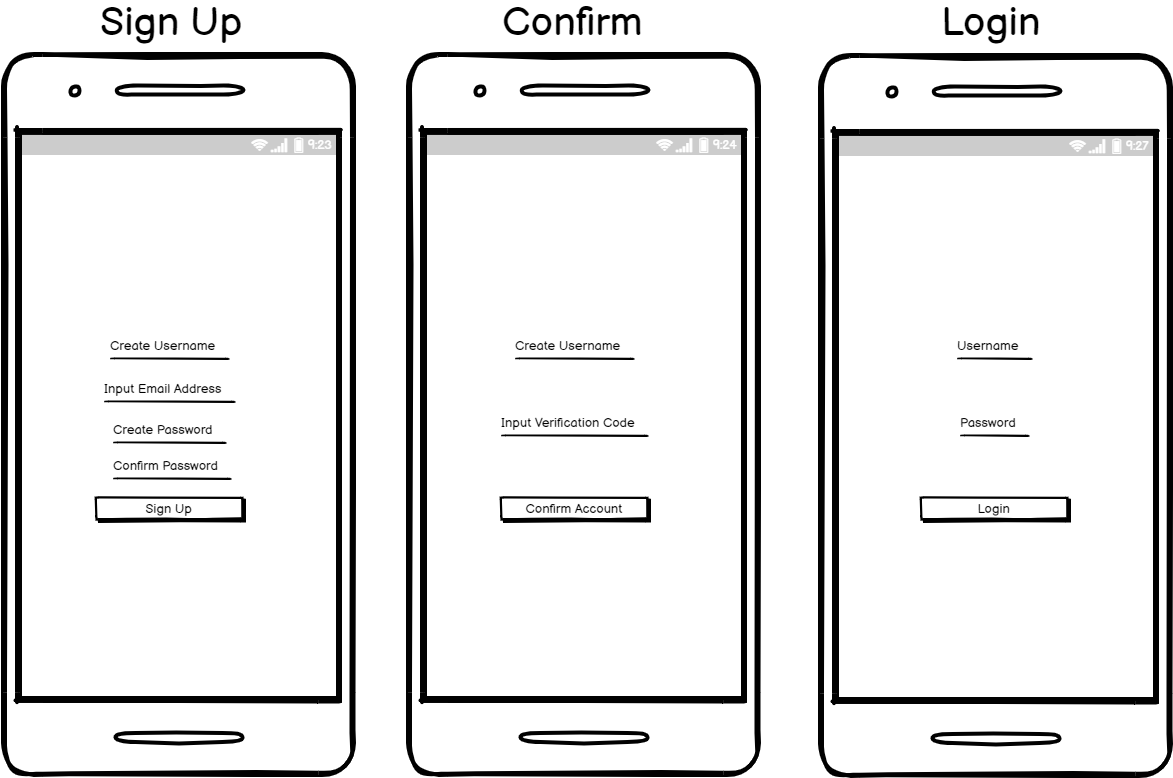 Sign Up
9:23
Create Username
Input Email Address
Create Password
Confirm Password
Sign Up
Confirm
9:24
Create Username
Input Verification Code
Confirm Account
Login
9:27
Username
Password
Login